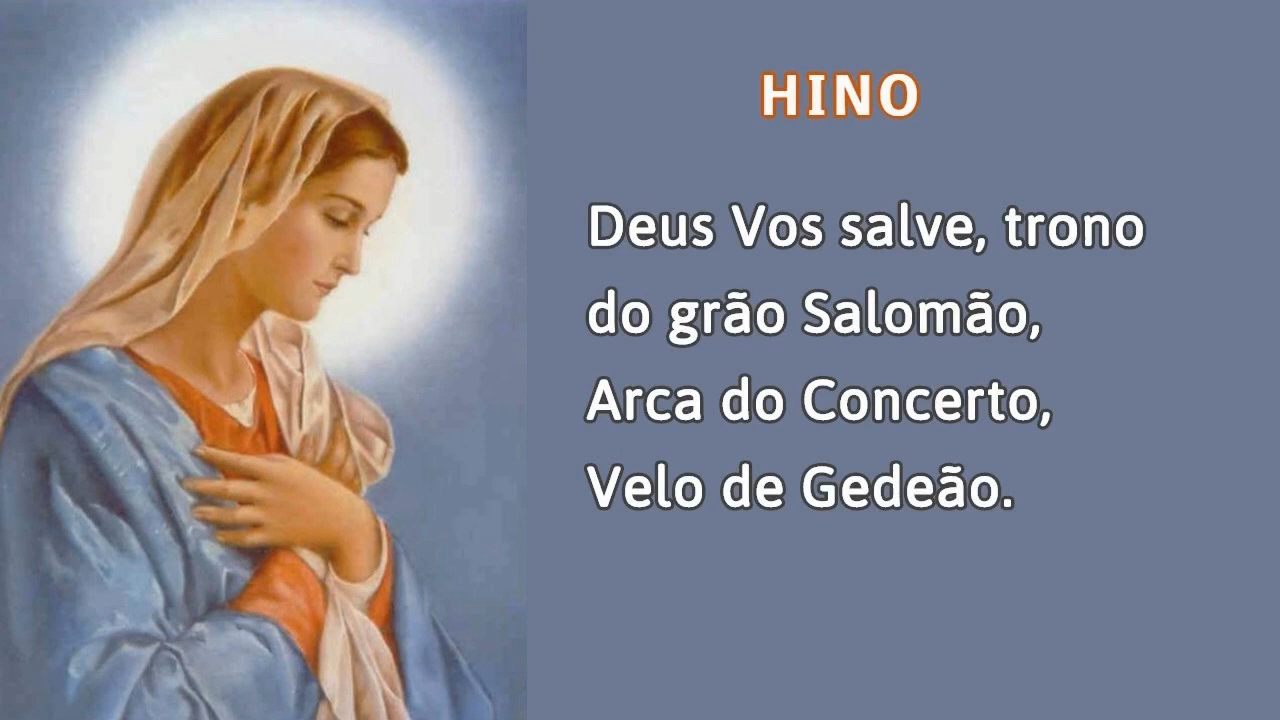 HINO
Deus Vos salve, trono
do grão Salomão,
Arca do Concerto,
Velo de Gedeão.